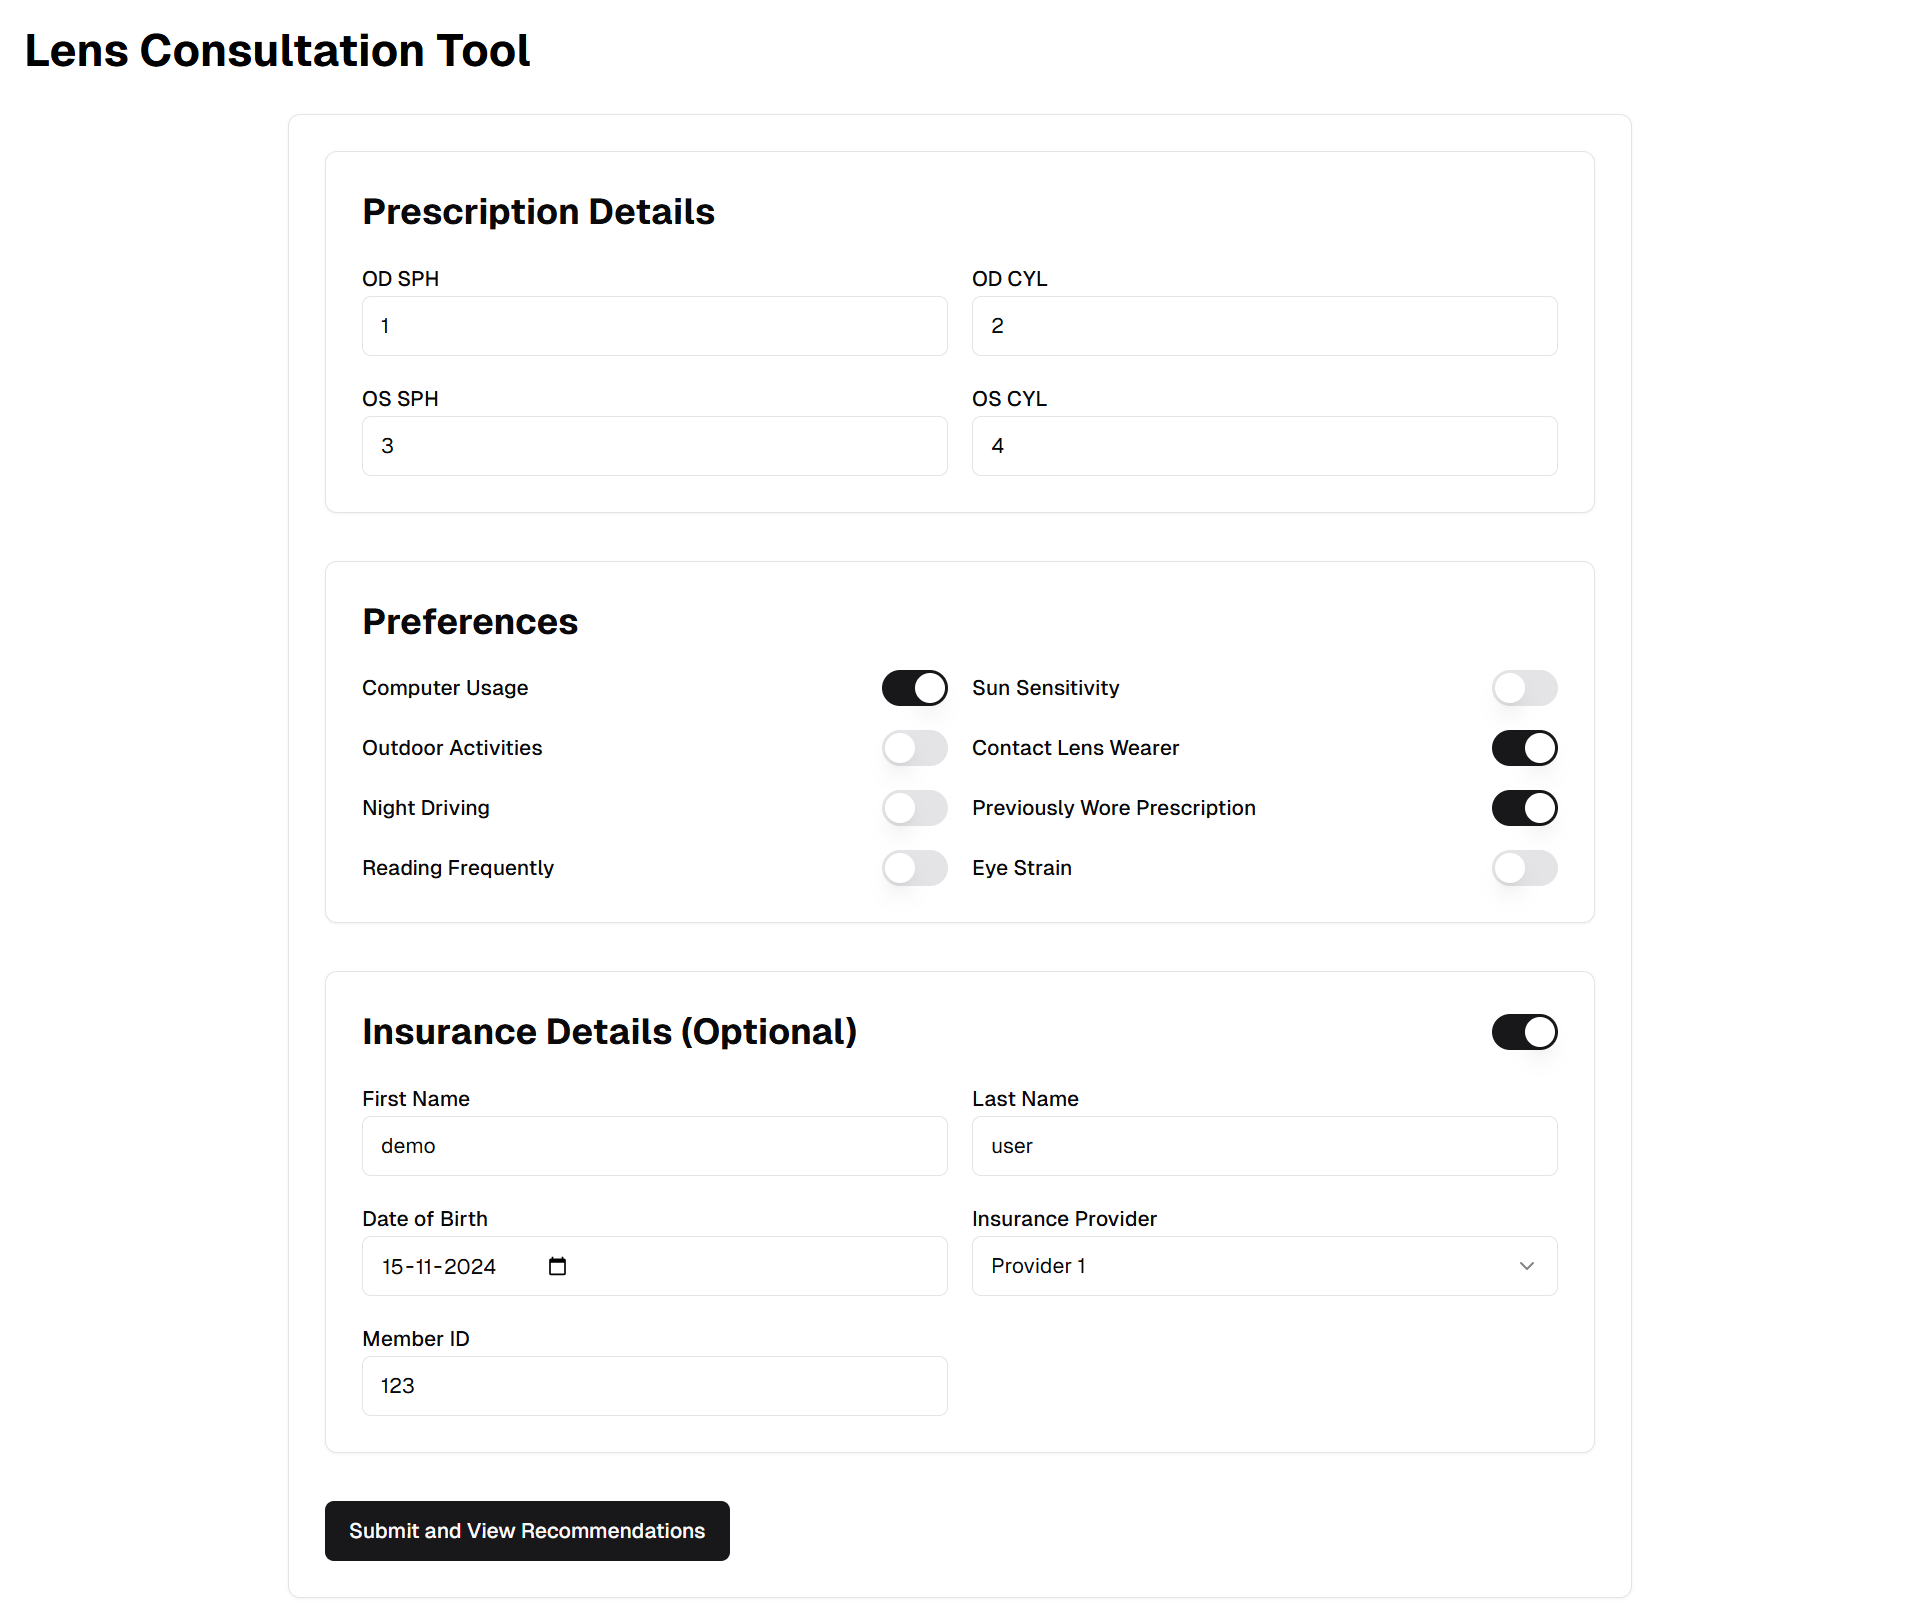 Lens Consultation Tool
Prescription Details
OD SPH
OD CYL
1
2
OS SPH
OS CYL
3
4
Preferences
Computer Usage
Sun Sensitivity
Outdoor Activities
Contact Lens Wearer
Night Driving
Previously Wore Prescription
Reading Frequently
Eye Strain
Insurance Details (Optional)
First Name
Last Name
demo
user
Date of Birth
Insurance Provider
15-11-2024
Provider 1
Member ID
123
Submit and View Recommendations